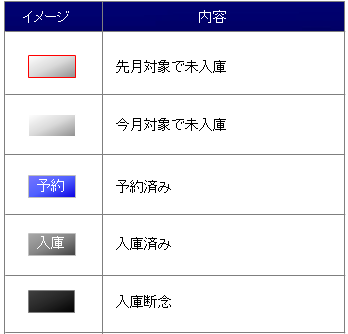 イメージ 内容
先月対象で未入庫
今月対象で未入庫
予約 予約済み
入庫 入庫済み
入庫断念